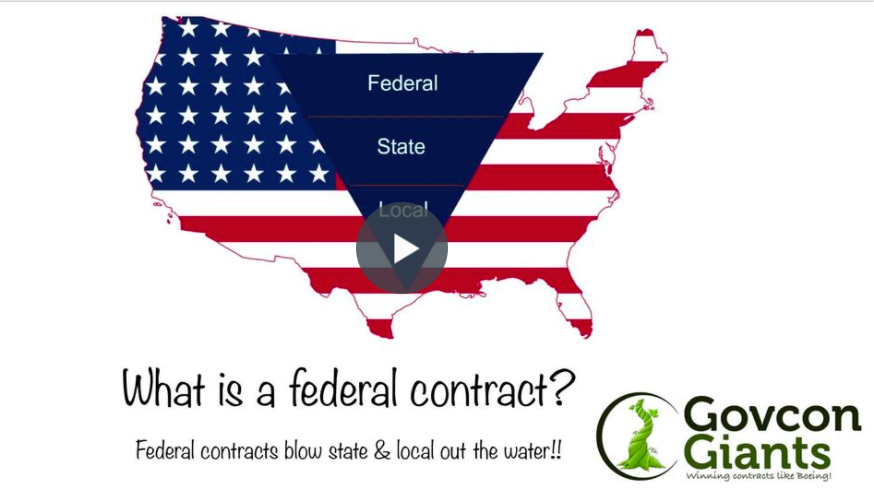 Federal
State
Local
What is a federal contract?
Federal contracts blow state & local out the water!!
Govcon
Giants
Winning contracts like Boeing!